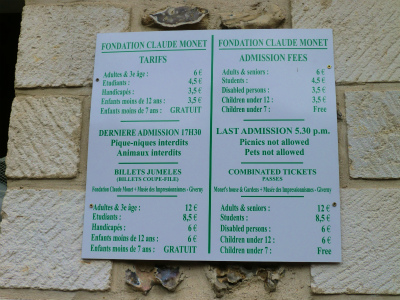 FONDATION CLAUDE MONET
TARIFS
Adultes & 3è âge : 6 €
Etudiants : 4,5 €
Handicapés : 3,5 €
Enfants moins de 12 ans : 3,5 €
Enfants moins de 7 ans : GRATUIT
DERNIERE ADMISSION 17H30
Pique-niques interdits
Animaux interdits
BILLETS JUMELES
(BILLETS COUPE-FILE)
Fondation Claude Monet + Musée des Impressionnismes - Giverny
Adultes & 3è âge : 12 €
Etudiants : 8,5 €
Handicapés : 6 €
Enfants moins de 12 ans : 6 €
Enfants moins de 7 ans : GRATUIT
FONDATION CLAUDE MONET
ADMISSION FEES
Adults & seniors : 6 €
Students : 4,5 €
Disabled persons : 3,5 €
Children under 12 : 3,5 €
Children under 7 : Free
LAST ADMISSION 5.30 p.m.
Picnics not allowed
Pets not allowed
COMBINATED TICKETS
PASSES
Monet's house & Gardens + Musée des Impressionnismes - Giverny
Adults & seniors : 12 €
Students : 8,5 €
Disabled persons : 6 €
Children under 12 : 6 €
Children under 7 : Free